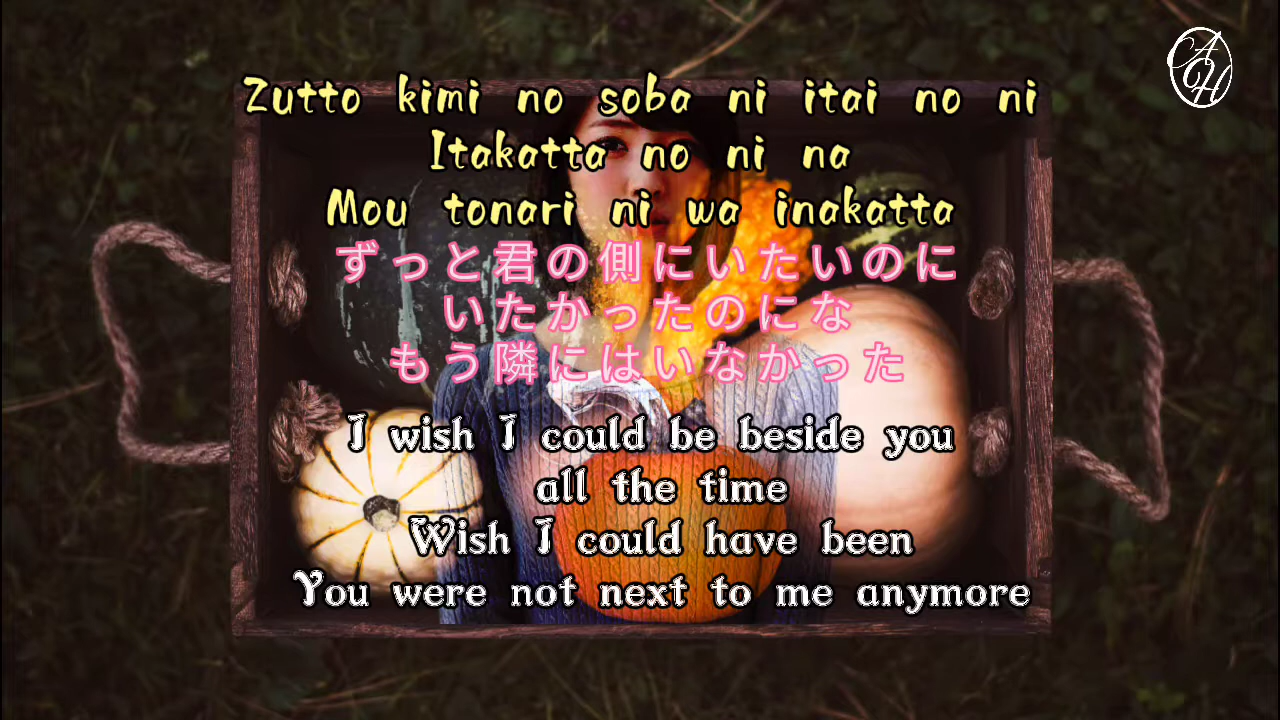 Zutto kimi no soba ni itai no ni
Itakatta no ni na
Mou tonari ni wa inakatta
ずっと君の側にいたいのに
いたかったのにな
もう隣にはいなかった
I wish I could be beside you
all the time
Wish I could have been
You were not next to me anymore
ACH